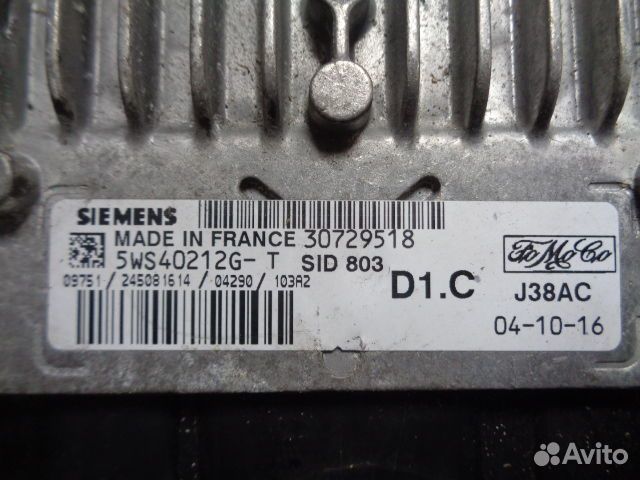 SIEMENS
MADE IN FRANCE 30729518
5WS40212G- T SID 803
09751 / 245081614 / 04290 / 103A2
D1.C
FoMoCo
J38AC
04-10-16
Avito